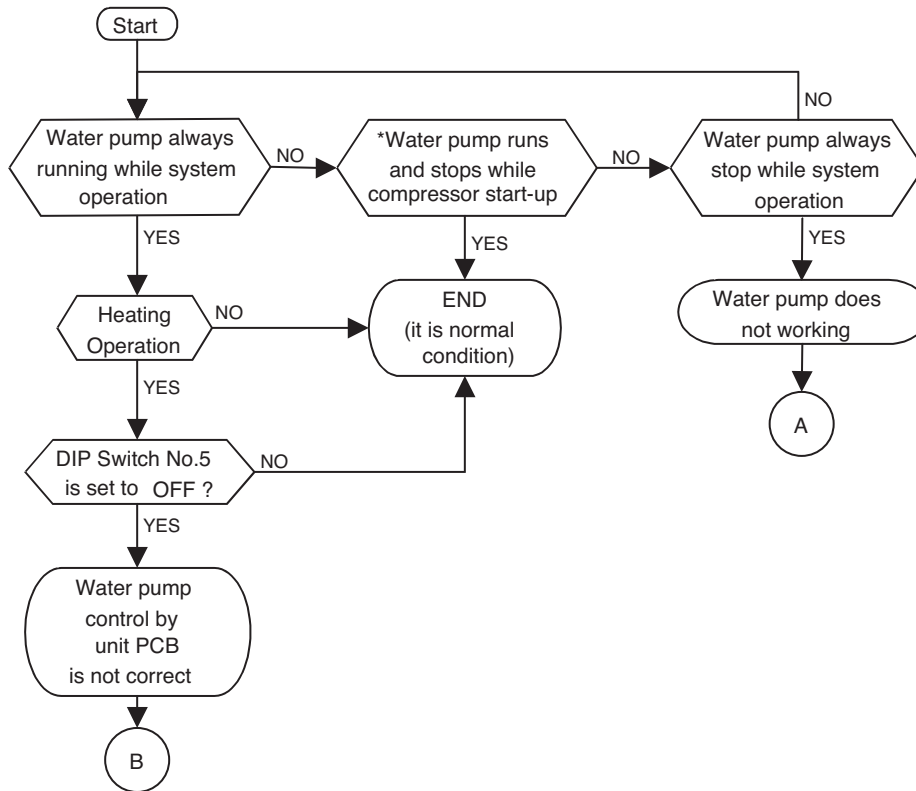 Start
NO
Water pump always
running while system
operation
NO
*Water pump runs
and stops while
compressor start-up
NO
Water pump always
stop while system
operation
YES
YES
YES
Heating
Operation
NO
END
(it is normal
condition)
Water pump does
not working
YES
A
DIP Switch No.5
is set to OFF ?
NO
YES
Water pump
control by
unit PCB
is not correct
B